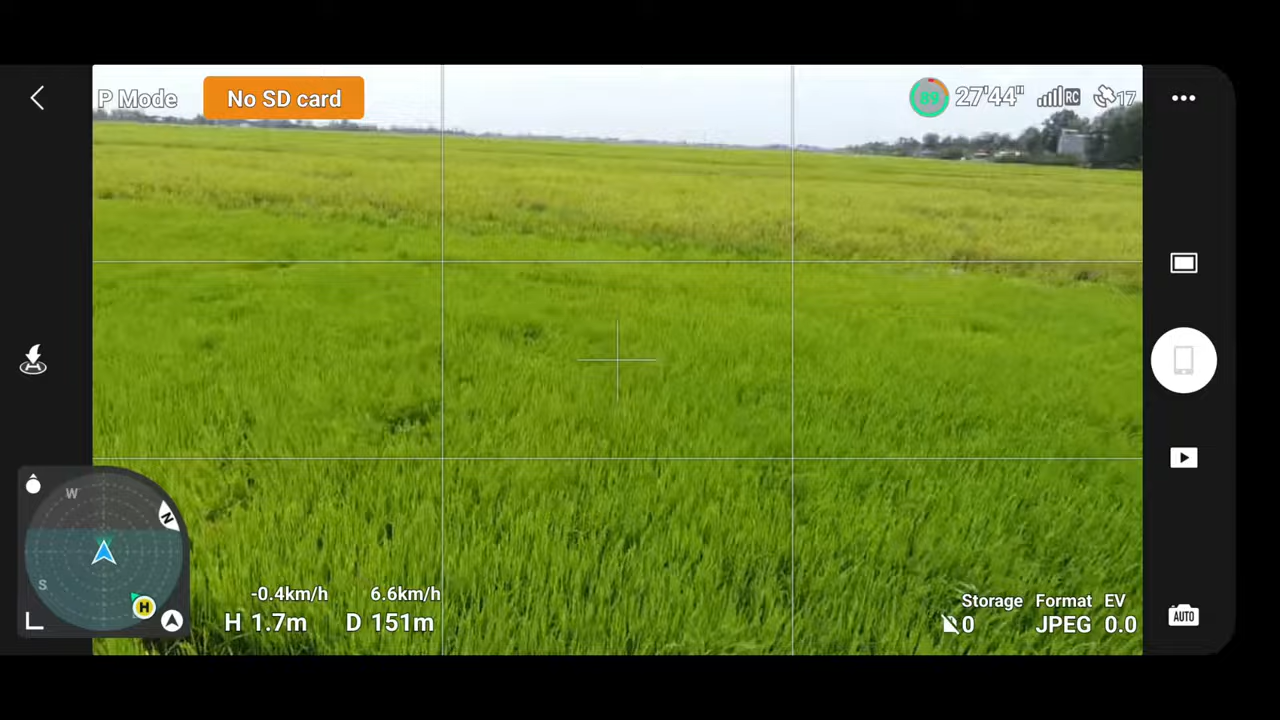 P Mode
No SD card
89
27'44"
RC
17
W
N
S
H
-0.4km/h
6.6km/h
H 1.7m
D 151m
Storage
Format
EV
0
JPEG
0.0
AUTO